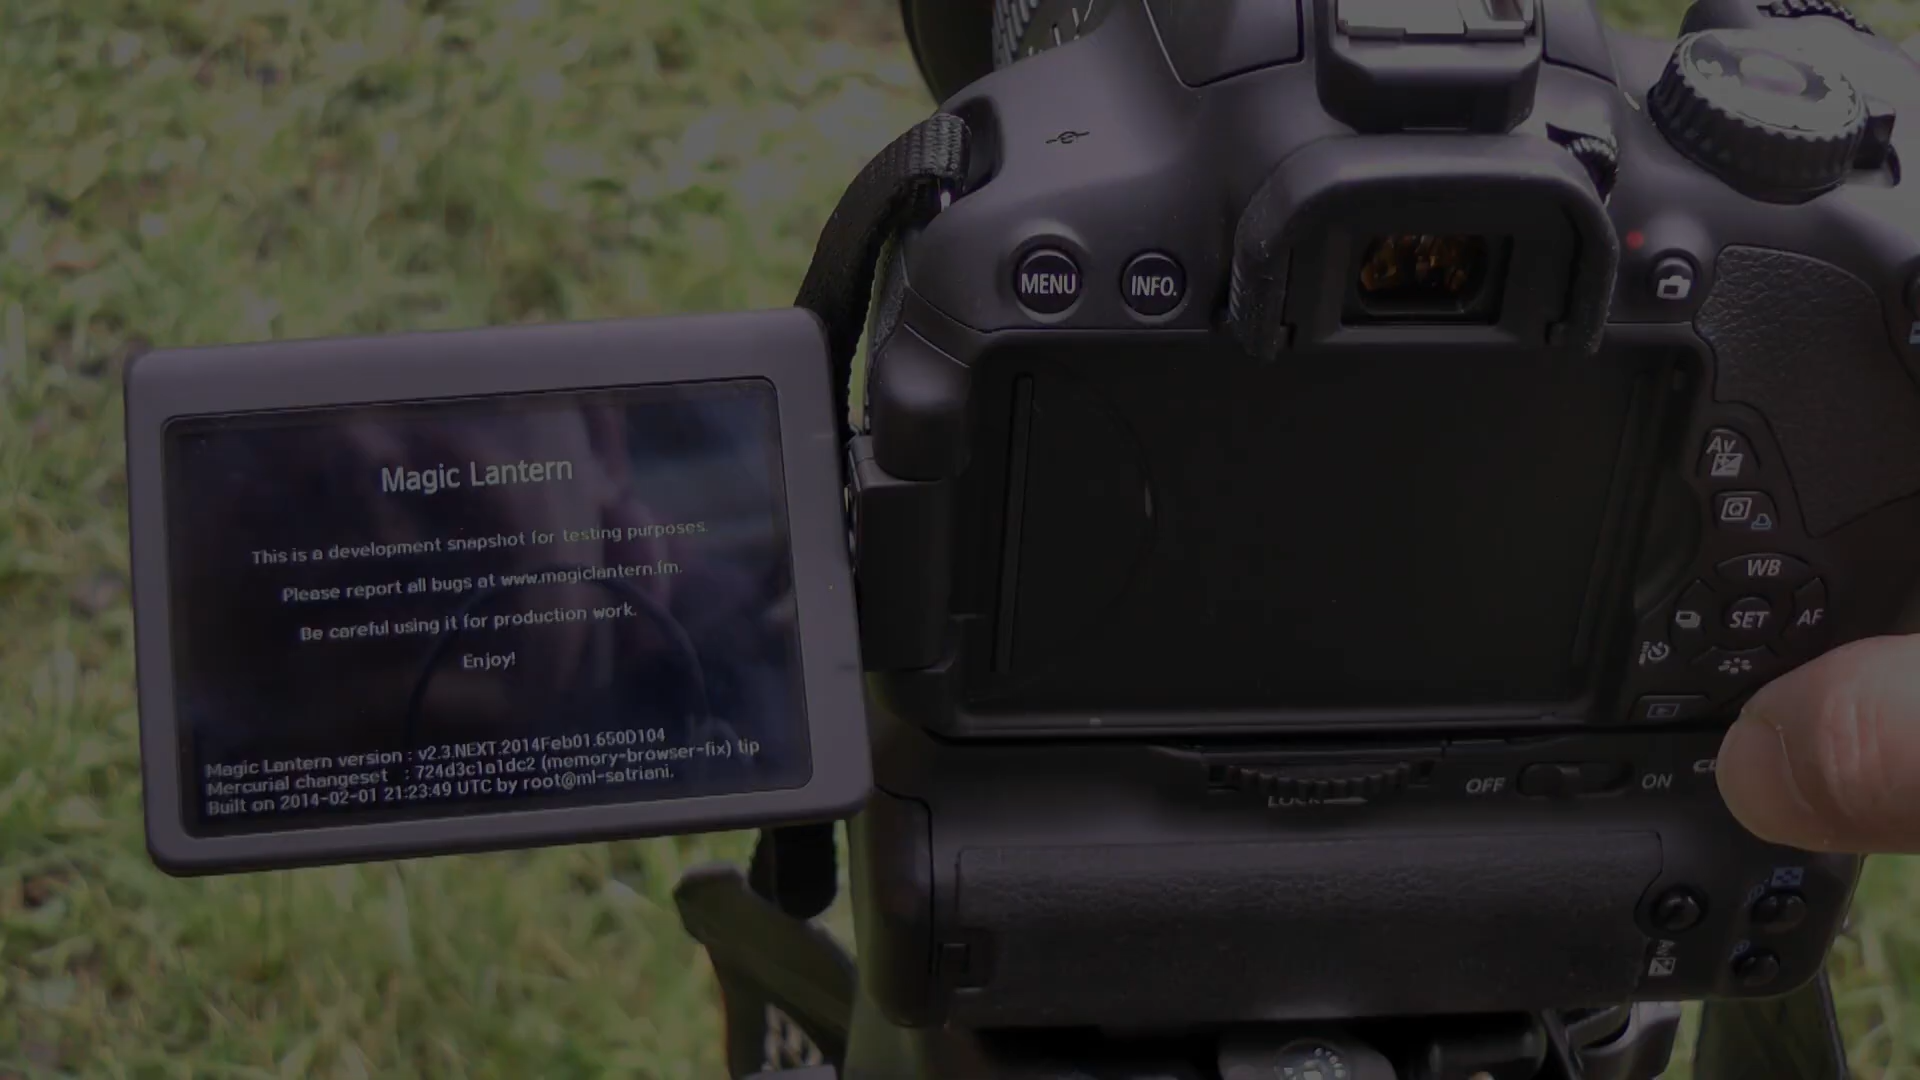 MENU
INFO.
Magic Lantern
This is a development snapshot for testing purposes.
Please report all bugs at www.magiclantern.fm.
Be careful using it for production work.
Enjoy!
Magic Lantern version : v2.3.NEXT.2014Feb01.650D104
Mercurial changeset : 724d3c1a1dc2 (memory-browser-fix) tip
Built on 2014-02-01 21:23:49 UTC by root@ml-satriani.
Av
Q
WB
SET
AF
OFF
ON
LOCK
Av